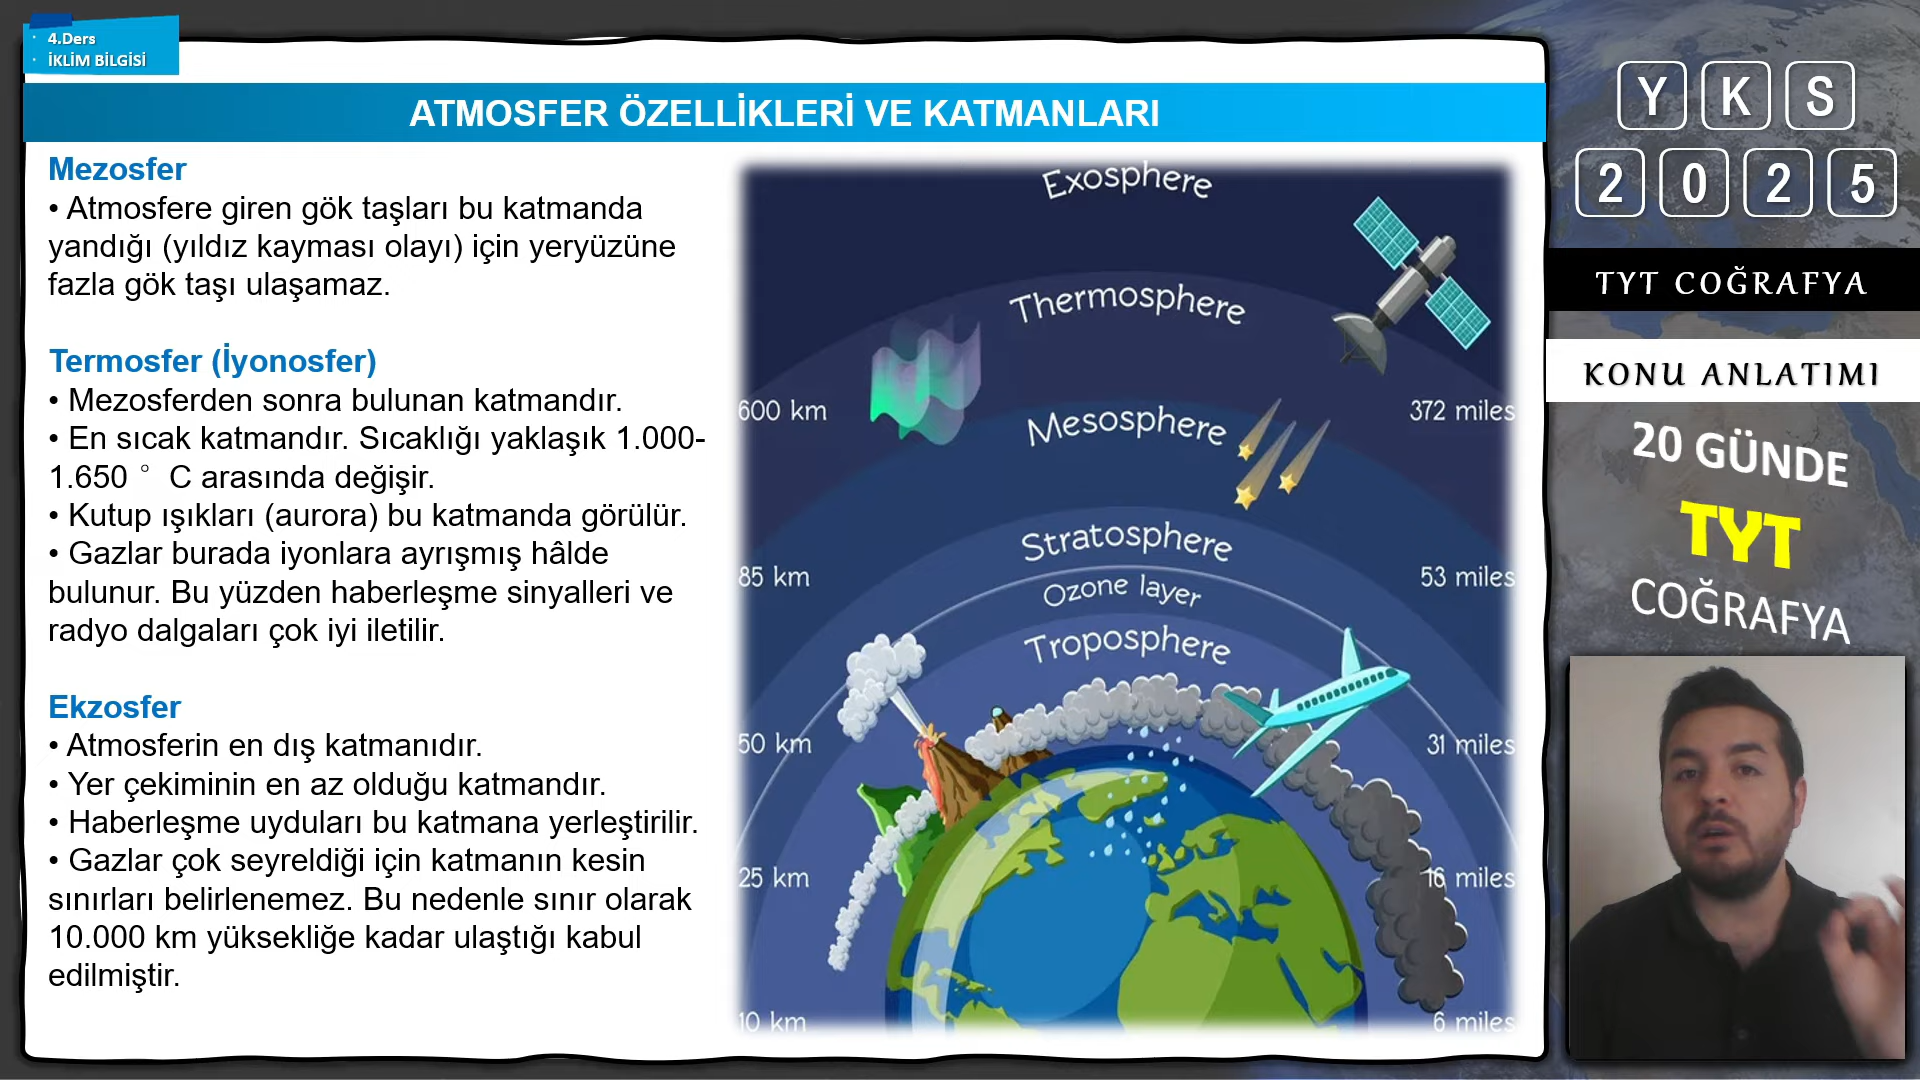 4.Ders
İKLİM BİLGİSİ
ATMOSFER ÖZELLİKLERİ VE KATMANLARI
Mezosfer
• Atmosfere giren gök taşları bu katmanda
yandığı (yıldız kayması olayı) için yeryüzüne
fazla gök taşı ulaşamaz.
Termosfer (İyonosfer)
• Mezosferden sonra bulunan katmandır.
• En sıcak katmandır. Sıcaklığı yaklaşık 1.000-
1.650 ° C arasında değişir.
• Kutup ışıkları (aurora) bu katmanda görülür.
• Gazlar burada iyonlara ayrışmış hâlde
bulunur. Bu yüzden haberleşme sinyalleri ve
radyo dalgaları çok iyi iletilir.
Ekzosfer
• Atmosferin en dış katmanıdır.
• Yer çekiminin en az olduğu katmandır.
• Haberleşme uyduları bu katmana yerleştirilir.
• Gazlar çok seyreldiği için katmanın kesin
sınırları belirlenemez. Bu nedenle sınır olarak
10.000 km yüksekliğe kadar ulaştığı kabul
edilmiştir.
Exosphere
Thermosphere
600 km 372 miles
Mesosphere
Stratosphere
85 km 53 miles
Ozone layer
Troposphere
50 km 31 miles
25 km 16 miles
10 km 6 miles
YKS
2025
TYT COĞRAFYA
KONU ANLATIMI
20 GÜNDE
TYT
COĞRAFYA